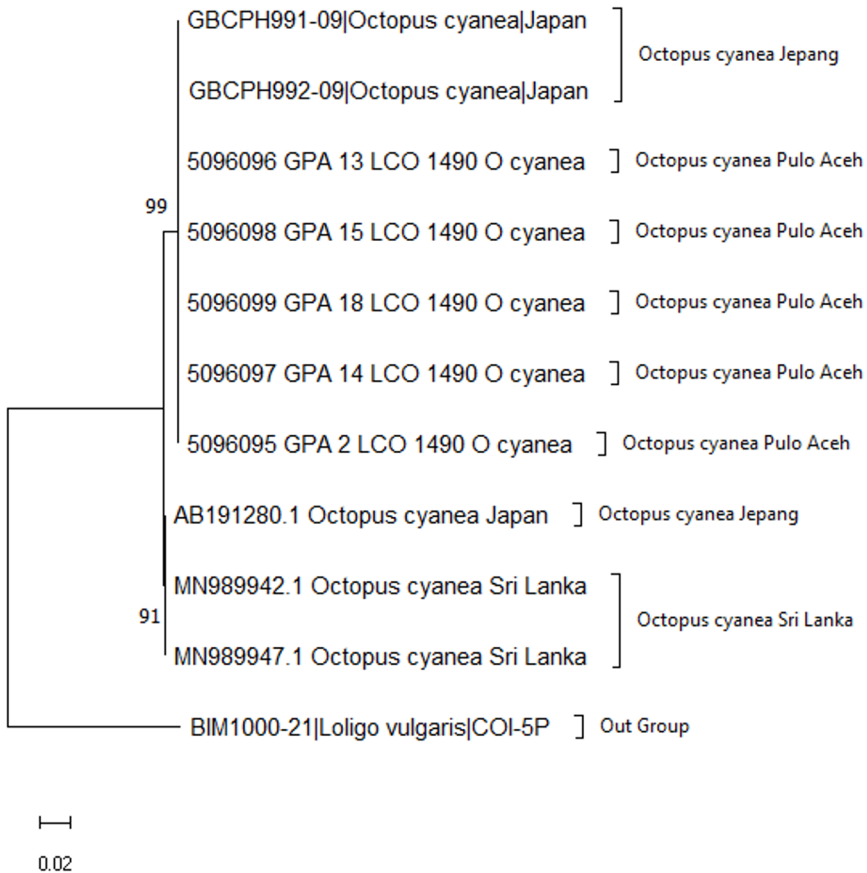 GBCPH991-09|Octopus cyanea|Japan
Octopus cyanea Jepang
GBCPH992-09|Octopus cyanea|Japan
5096096 GPA 13 LCO 1490 O cyanea
Octopus cyanea Pulo Aceh
99
5096098 GPA 15 LCO 1490 O cyanea
Octopus cyanea Pulo Aceh
5096099 GPA 18 LCO 1490 O cyanea
Octopus cyanea Pulo Aceh
5096097 GPA 14 LCO 1490 O cyanea
Octopus cyanea Pulo Aceh
5096095 GPA 2 LCO 1490 O cyanea
Octopus cyanea Pulo Aceh
AB191280.1 Octopus cyanea Japan
Octopus cyanea Jepang
MN989942.1 Octopus cyanea Sri Lanka
91
Octopus cyanea Sri Lanka
MN989947.1 Octopus cyanea Sri Lanka
BIM1000-21|Loligo vulgaris|COI-5P
Out Group
0.02